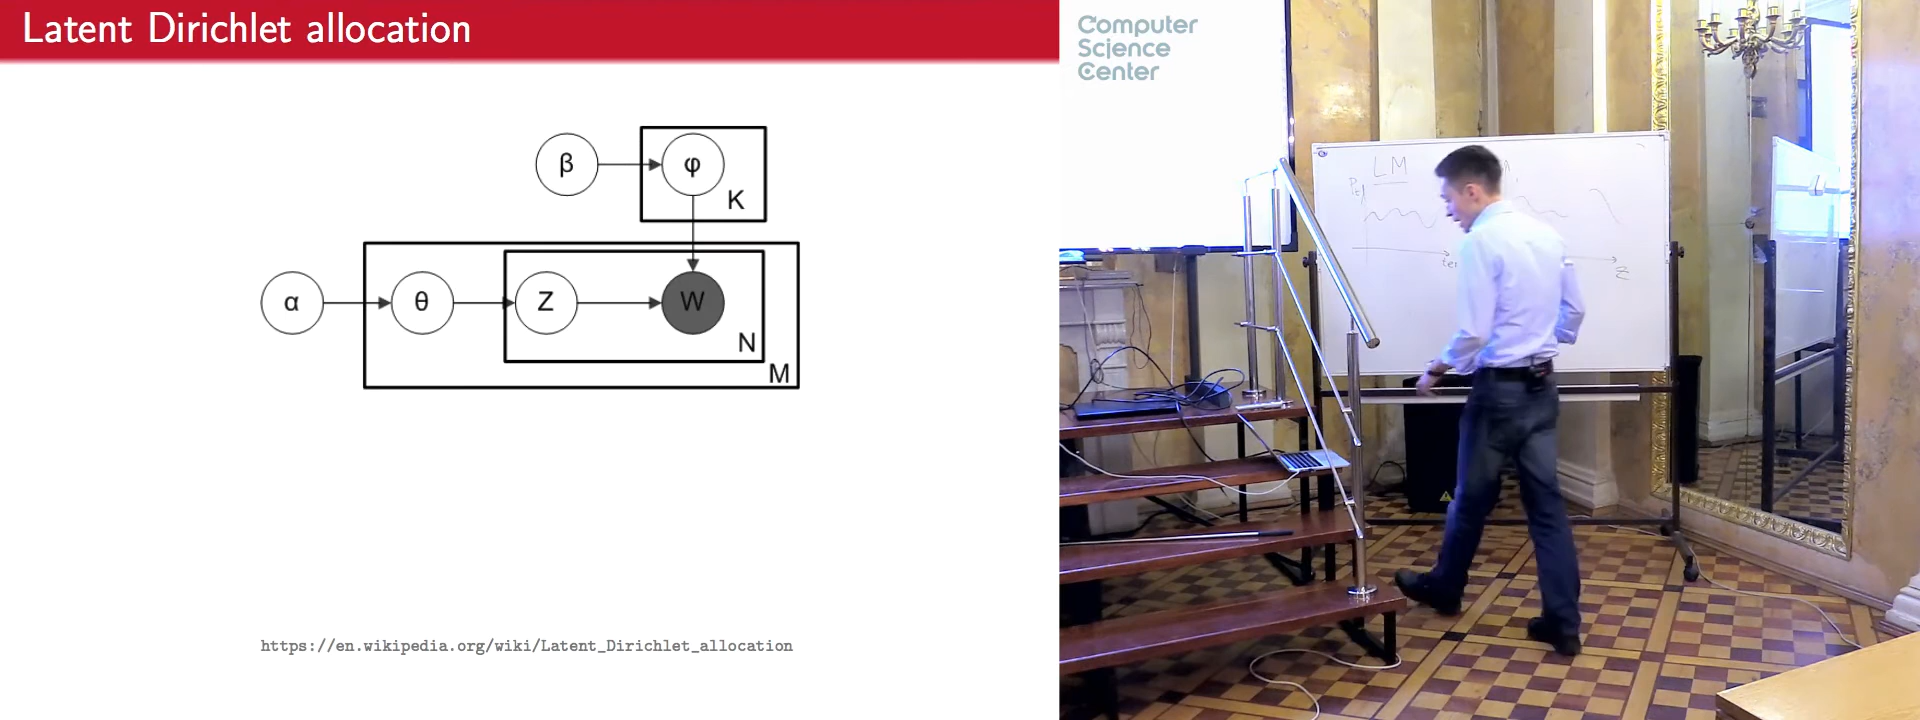 Latent Dirichlet allocation
β
φ
K
α
θ
Z
W
N
M
https://en.wikipedia.org/wiki/Latent_Dirichlet_allocation
Computer
Science
Center
LM